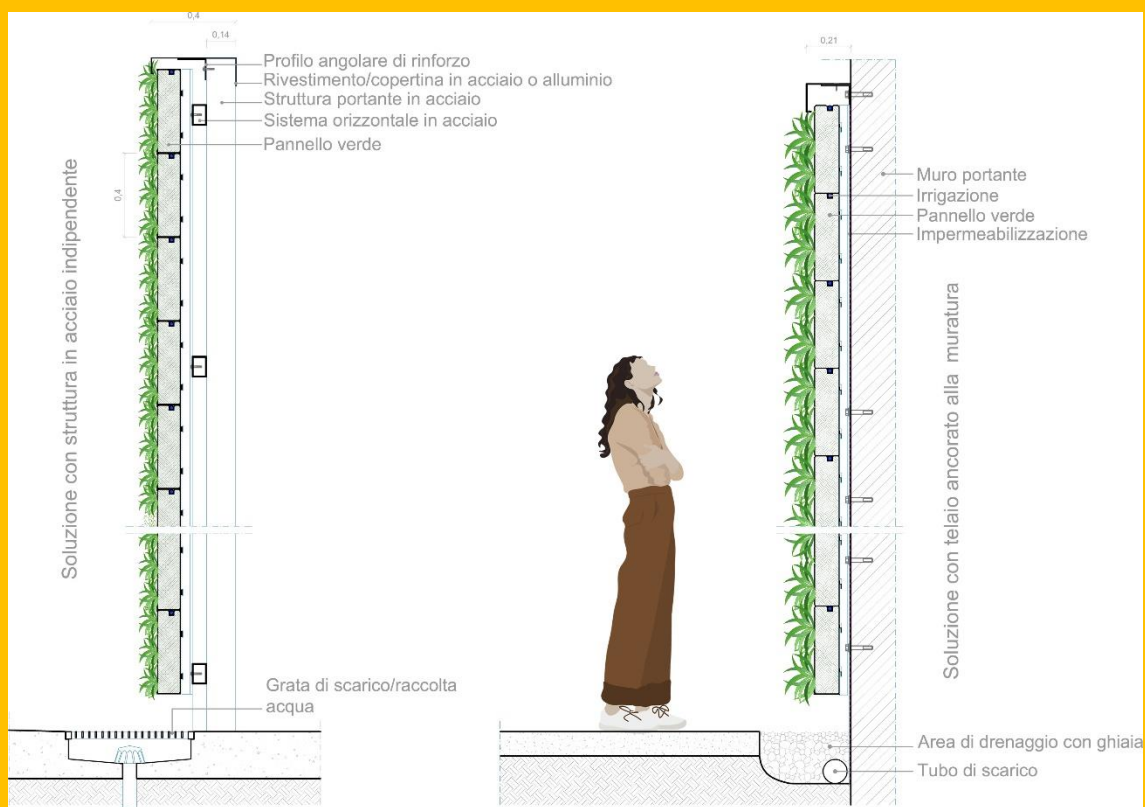 0,4
0,14
Profilo angolare di rinforzo
Rivestimento/copertina in acciaio o alluminio
Struttura portante in acciaio
Sistema orizzontale in acciaio
Pannello verde
0,4
Soluzione con struttura in acciaio indipendente
Grata di scarico/raccolta
acqua
0,21
Muro portante
Irrigazione
Pannello verde
Impermeabilizzazione
Soluzione con telaio ancorato alla muratura
Area di drenaggio con ghiaia
Tubo di scarico